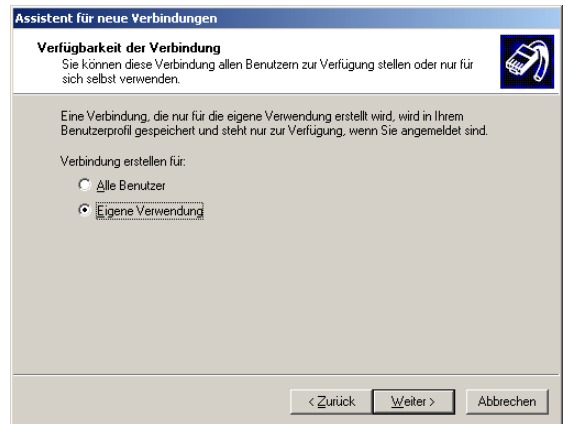 Assistent für neue Verbindungen
Verfügbarkeit der Verbindung
Sie können diese Verbindung allen Benutzern zur Verfügung stellen oder nur für
sich selbst verwenden.
Eine Verbindung, die nur für die eigene Verwendung erstellt wird, wird in Ihrem
Benutzerprofil gespeichert und steht nur zur Verfügung, wenn Sie angemeldet sind.
Verbindung erstellen für:
Alle Benutzer
Eigene Verwendung
< Zurück Weiter > Abbrechen